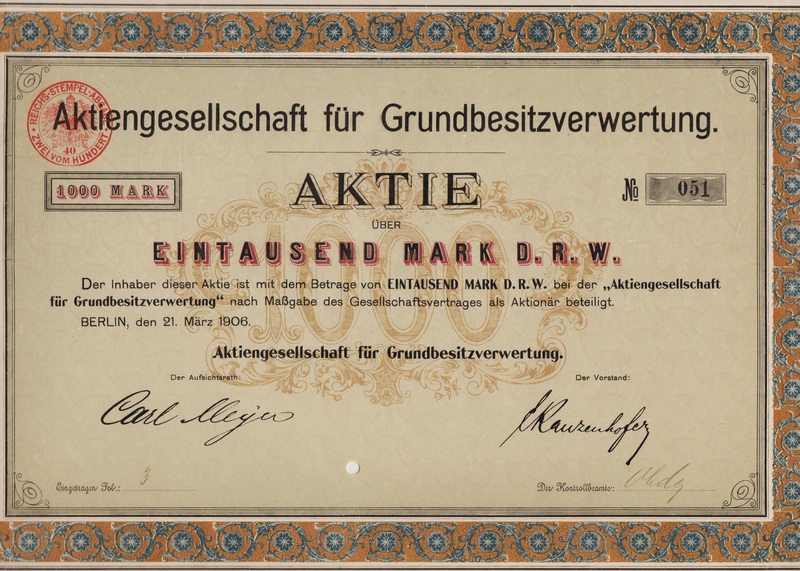 REICHS-STEMPEL-ABGABE
40
ZWEI VOM HUNDERT
Aktiengesellschaft für Grundbesitzverwertung.
1000 MARK
AKTIE
№ 051
ÜBER
EINTAUSEND MARK D. R. W.
1000
Der Inhaber dieser Aktie ist mit dem Betrage von EINTAUSEND MARK D. R. W. bei der „Aktiengesellschaft
für Grundbesitzverwertung“ nach Maßgabe des Gesellschaftsvertrages als Aktionär beteiligt.
BERLIN, den 21. März 1906.
Aktiengesellschaft für Grundbesitzverwertung.
Der Aufsichtsrath: Der Vorstand:
Carl Meyer
Eingetragen Fol.: 3 Der Kontrollbeamte: